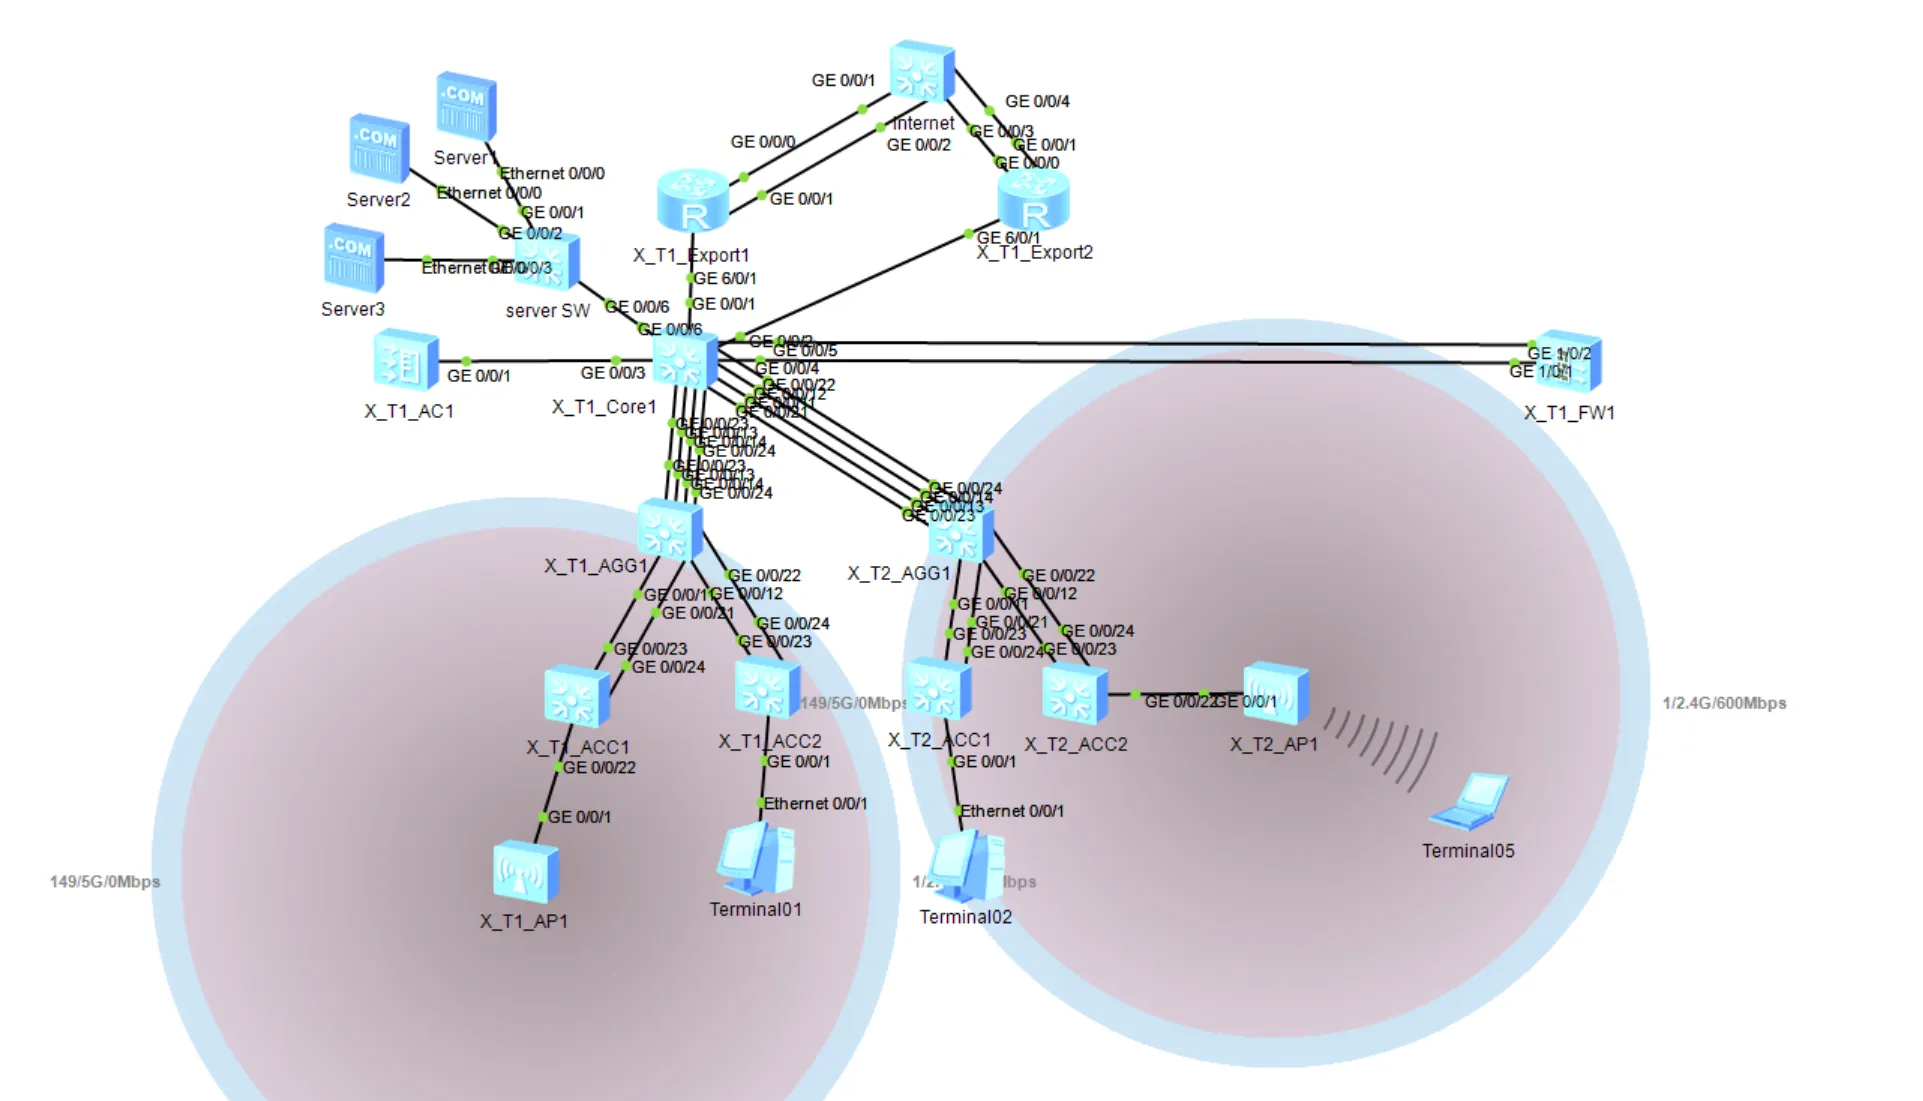 GE 0/0/1
GE 0/0/4
.COM
Internet
GE 0/0/3
GE 0/0/0
GE 0/0/2
GE 0/0/1
.COM
Server1
GE 0/0/0
Ethernet 0/0/0
Server2
Ethernet 0/0/0
GE 0/0/1
R
R
GE 0/0/1
GE 0/0/2
GE 6/0/1
.COM
X_T1_Export1
X_T1_Export2
Ethernet
0/0/3
GE 6/0/1
Server3
server SW
GE 0/0/6
GE 0/0/1
GE 0/0/6
GE 0/0/2
GE 0/0/5
GE 1/0/2
GE 0/0/1
GE 0/0/3
GE 0/0/4
GE 1/0/1
GE 0/0/22
GE 0/0/12
GE 0/0/11
GE 0/0/21
X_T1_AC1
X_T1_Core1
X_T1_FW1
GE 0/0/23
GE 0/0/13
GE 0/0/14
GE 0/0/24
GE 0/0/23
GE 0/0/13
GE 0/0/14
GE 0/0/24
GE 0/0/24
GE 0/0/14
GE 0/0/13
GE 0/0/23
X_T1_AGG1
X_T2_AGG1
GE 0/0/22
GE 0/0/22
GE 0/0/11
GE 0/0/12
GE 0/0/12
GE 0/0/21
GE 0/0/11
GE 0/0/21
GE 0/0/24
GE 0/0/23
GE 0/0/24
GE 0/0/23
GE 0/0/23
GE 0/0/24
GE 0/0/24
GE 0/0/23
149/5G/0Mbps
GE 0/0/22
GE 0/0/1
1/2.4G/600Mbps
X_T1_ACC1
X_T1_ACC2
X_T2_ACC1
X_T2_ACC2
X_T2_AP1
GE 0/0/22
GE 0/0/1
GE 0/0/1
Ethernet 0/0/1
Ethernet 0/0/1
GE 0/0/1
Terminal05
149/5G/0Mbps
1/2.
bps
Terminal01
Terminal02
X_T1_AP1